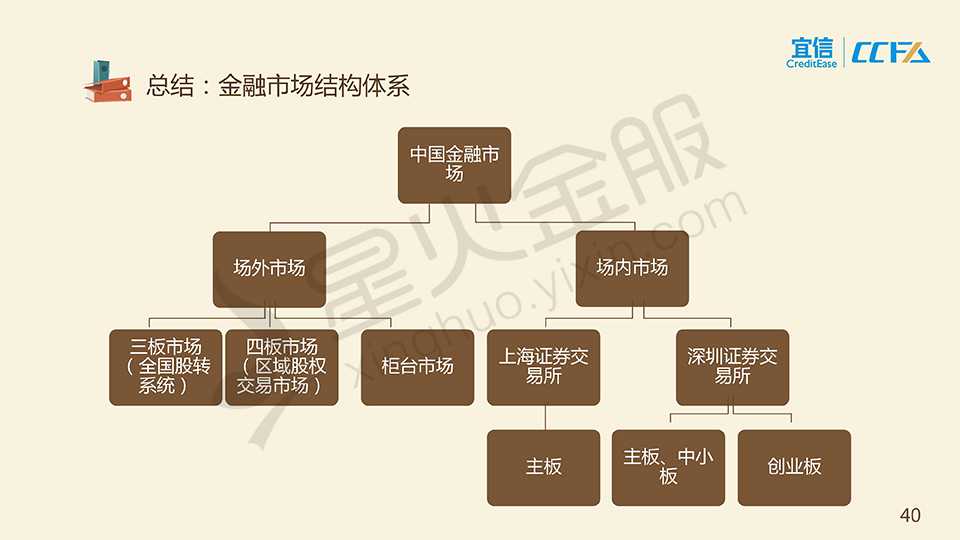 宜信
CreditEase
CCFA
总结：金融市场结构体系
中国金融市
场
场外市场
场内市场
三板市场
（全国股转
系统）
四板市场
（区域股权
交易市场）
柜台市场
上海证券交
易所
深圳证券交
易所
主板
主板、中小
板
创业板
星火金服
xinghuo.yixin.com
40